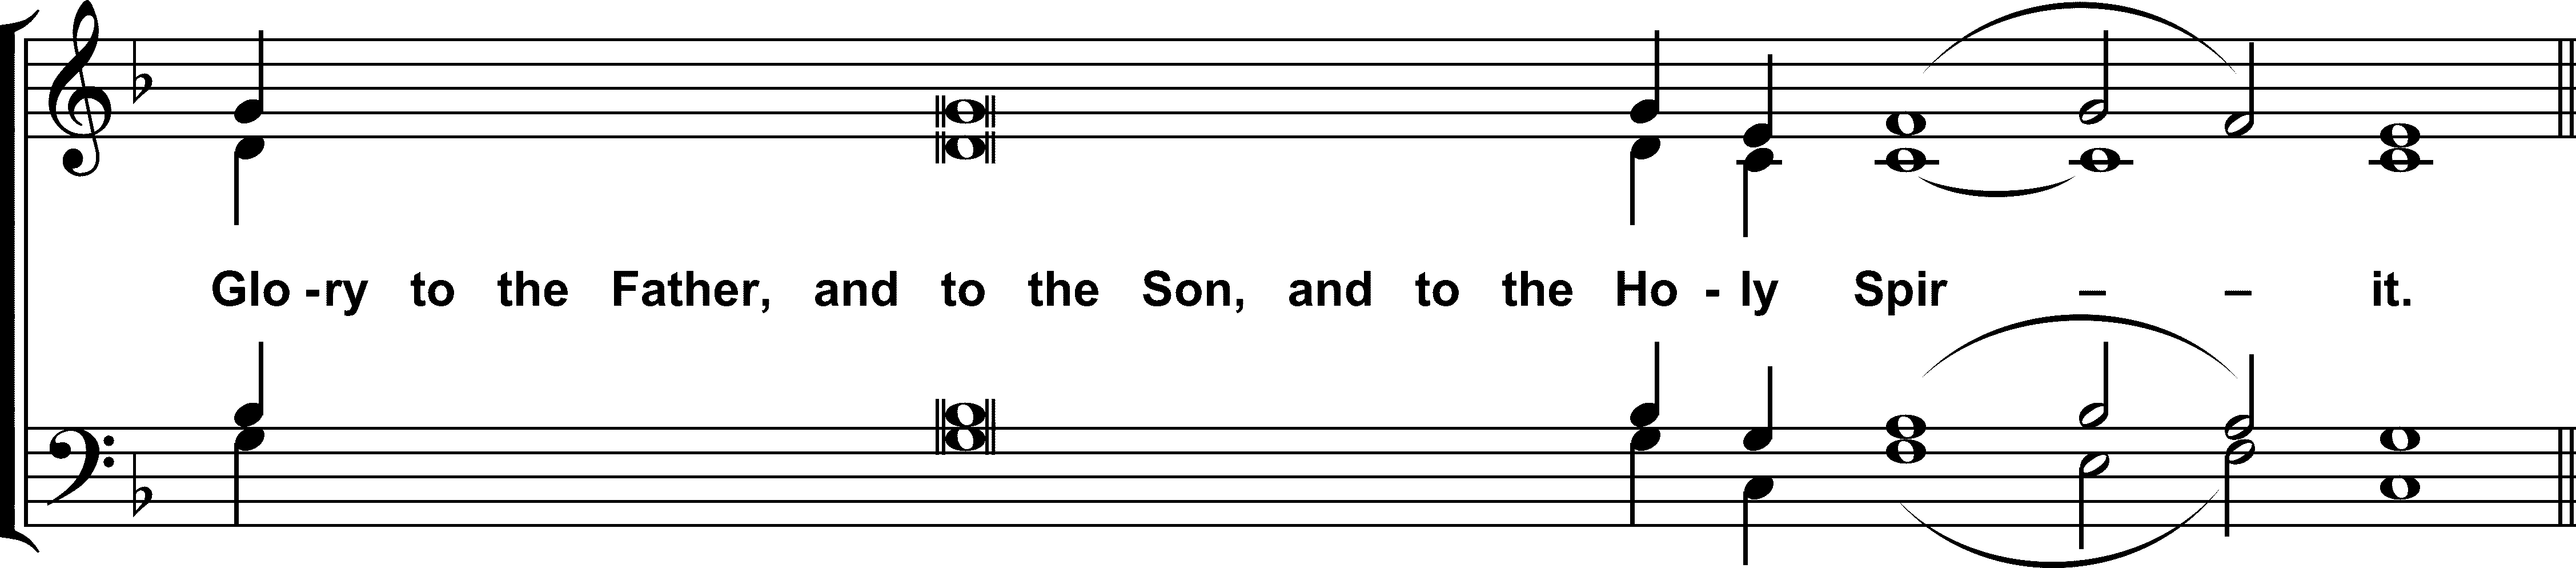 Glo -ry to the Father, and to the Son, and to the Ho - ly Spir – – it.